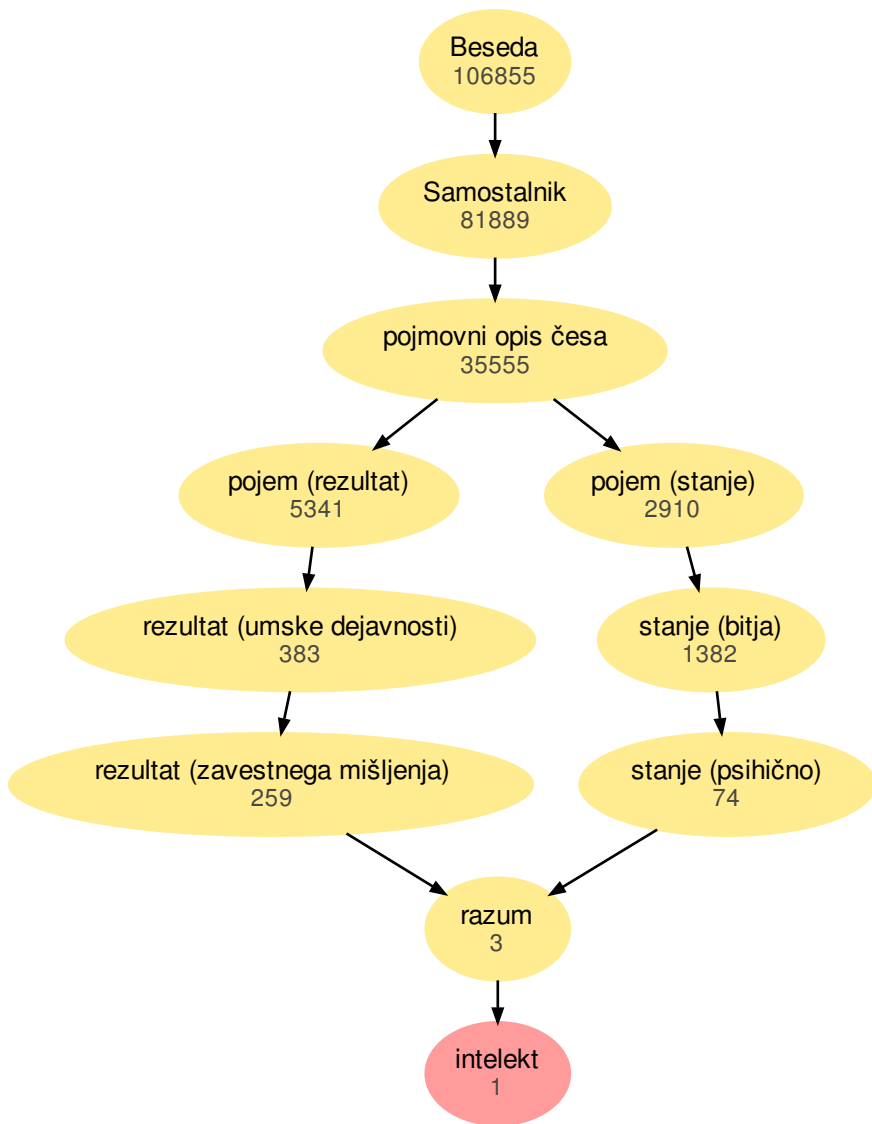 Beseda
106855
Samostalnik
81889
pojmovni opis česa
35555
pojem (rezultat)
5341
pojem (stanje)
2910
rezultat (umske dejavnosti)
383
stanje (bitja)
1382
rezultat (zavestnega mišljenja)
259
stanje (psihično)
74
razum
3
intelekt
1